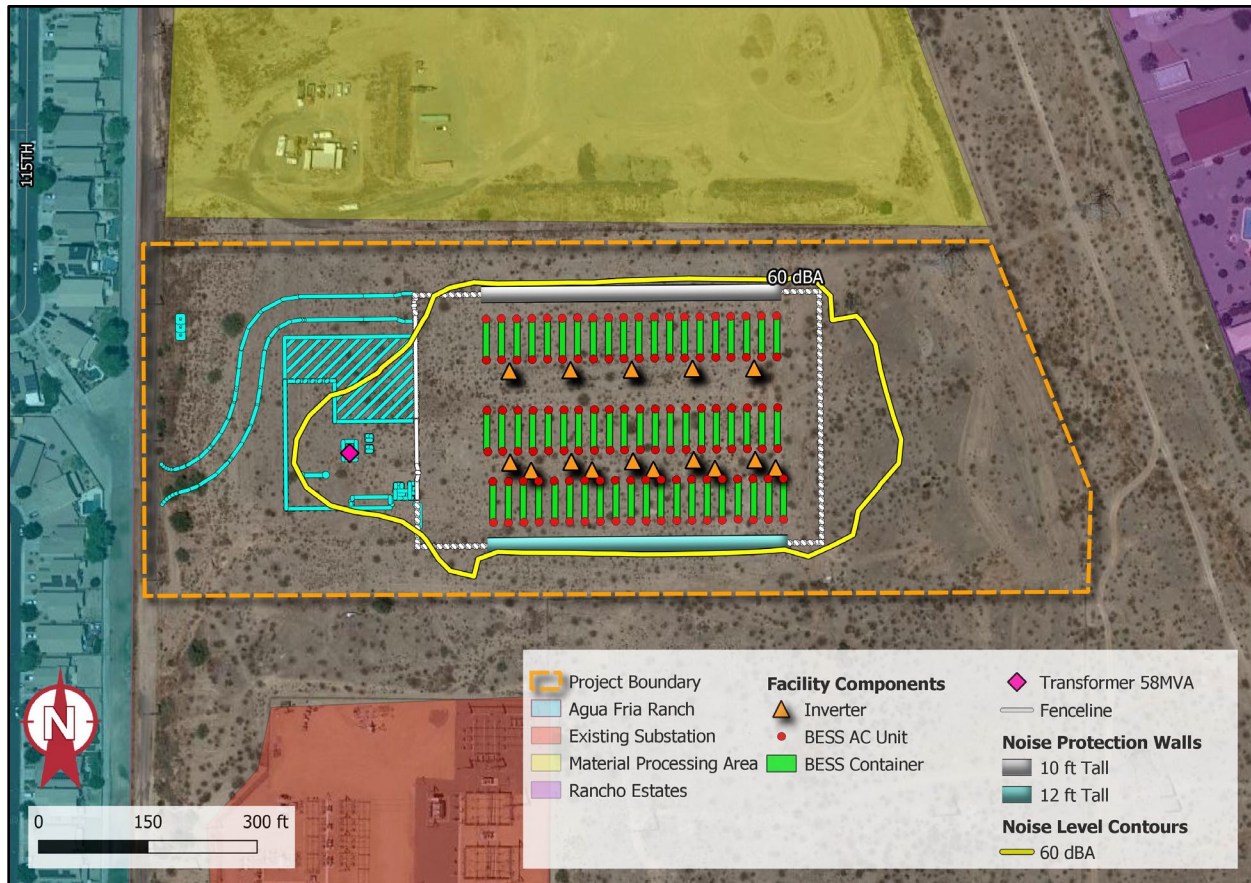 115TH
60 dBA
N
0 150 300 ft
Project Boundary
Agua Fria Ranch
Existing Substation
Material Processing Area
Rancho Estates
Facility Components
Inverter
BESS AC Unit
BESS Container
Transformer 58MVA
Fenceline
Noise Protection Walls
10 ft Tall
12 ft Tall
Noise Level Contours
60 dBA